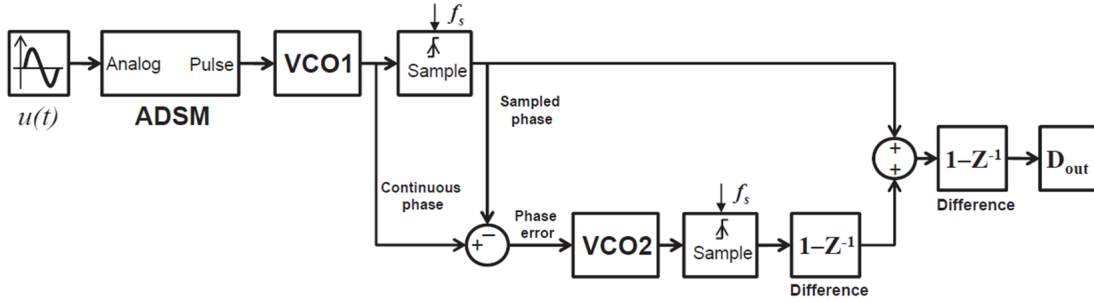 f_s
Analog Pulse
VCO1
Sample
u(t)
ADSM
Sampled
phase
+
+
1−Z⁻¹
D_out
Difference
Continuous
phase
f_s
−
+
Phase
error
VCO2
Sample
1−Z⁻¹
Difference